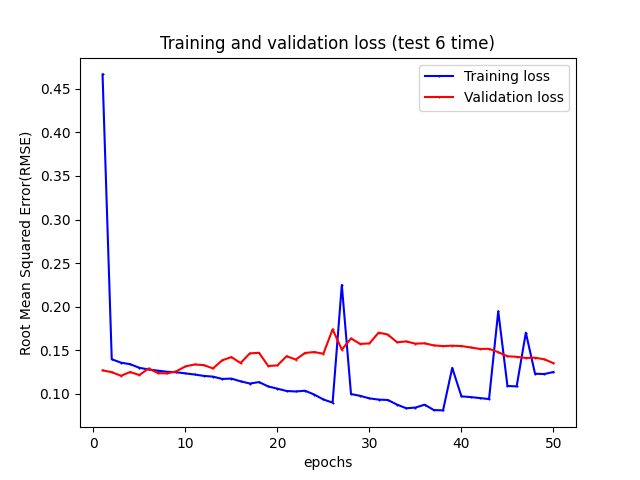 Training and validation loss (test 6 time)
Training loss
Validation loss
Root Mean Squared Error(RMSE)
0.45
0.40
0.35
0.30
0.25
0.20
0.15
0.10
0 10 20 30 40 50
epochs